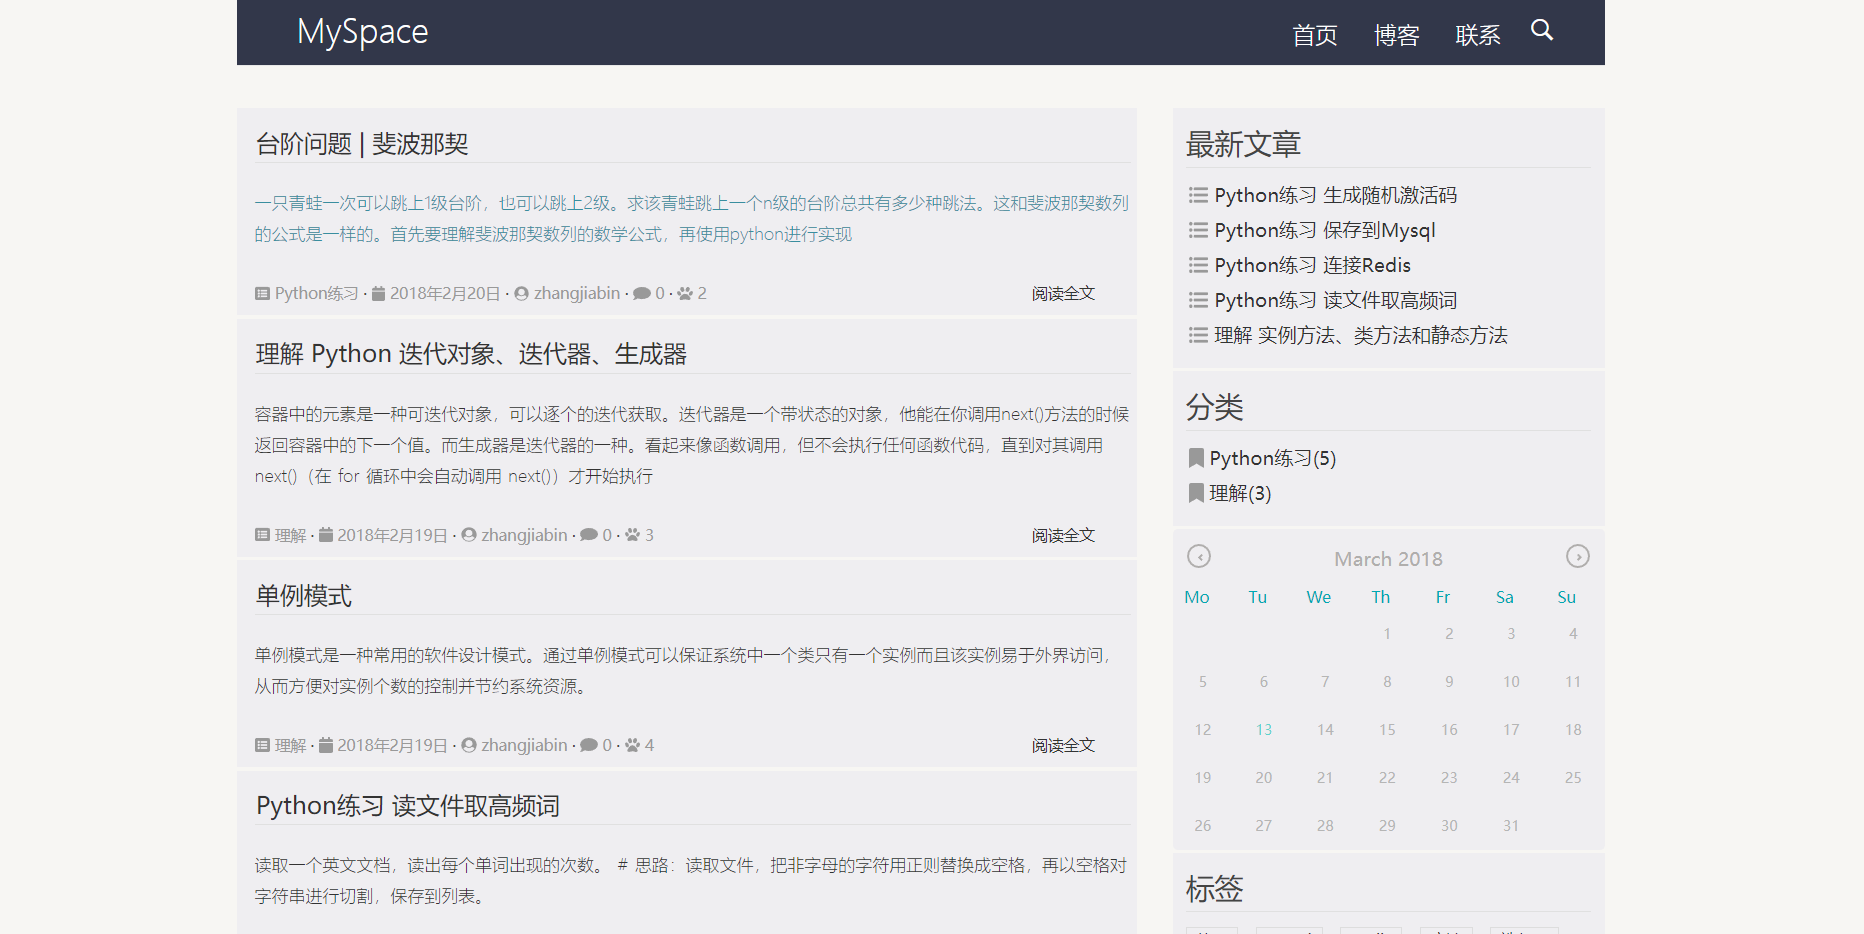 MySpace
首页 博客 联系
台阶问题 | 斐波那契
一只青蛙一次可以跳上1级台阶，也可以跳上2级。求该青蛙跳上一个n级的台阶总共有多少种跳法。这和斐波那契数列
的公式是一样的。首先要理解斐波那契数列的数学公式，再使用python进行实现
Python练习 · 2018年2月20日 · zhangjiabin · 0 · 2 阅读全文
理解 Python 迭代对象、迭代器、生成器
容器中的元素是一种可迭代对象，可以逐个的迭代获取。迭代器是一个带状态的对象，他能在你调用next()方法的时候
返回容器中的下一个值。而生成器是迭代器的一种。看起来像函数调用，但不会执行任何函数代码，直到对其调用
next()（在 for 循环中会自动调用 next()）才开始执行
理解 · 2018年2月19日 · zhangjiabin · 0 · 3 阅读全文
单例模式
单例模式是一种常用的软件设计模式。通过单例模式可以保证系统中一个类只有一个实例而且该实例易于外界访问，
从而方便对实例个数的控制并节约系统资源。
理解 · 2018年2月19日 · zhangjiabin · 0 · 4 阅读全文
Python练习 读文件取高频词
读取一个英文文档，读出每个单词出现的次数。 # 思路：读取文件，把非字母的字符用正则替换成空格，再以空格对
字符串进行切割，保存到列表。
最新文章
Python练习 生成随机激活码
Python练习 保存到Mysql
Python练习 连接Redis
Python练习 读文件取高频词
理解 实例方法、类方法和静态方法
分类
Python练习(5)
理解(3)
March 2018
Mo Tu We Th Fr Sa Su
1 2 3 4
5 6 7 8 9 10 11
12 13 14 15 16 17 18
19 20 21 22 23 24 25
26 27 28 29 30 31
标签